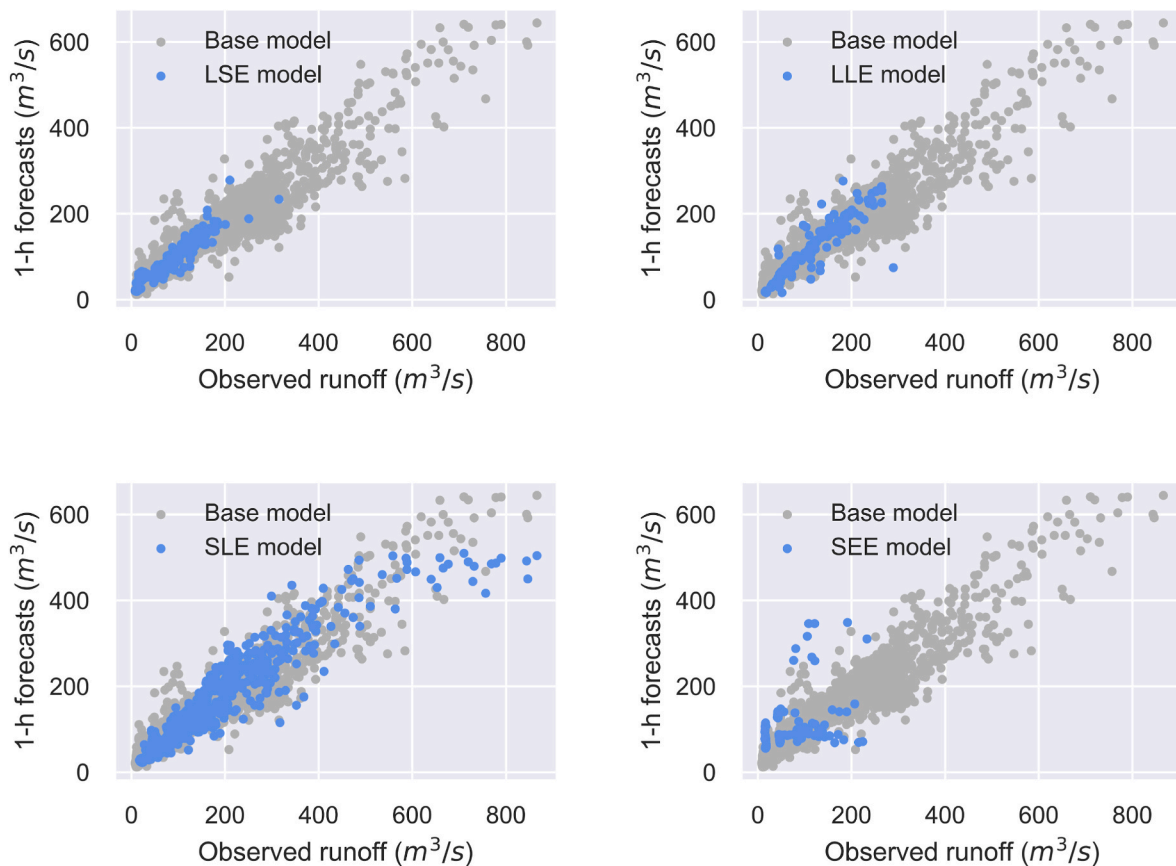 600
400
200
0
1-h forecasts (m³/s)
Base model
LSE model
0 200 400 600 800
Observed runoff (m³/s)
600
400
200
0
1-h forecasts (m³/s)
Base model
LLE model
0 200 400 600 800
Observed runoff (m³/s)
600
400
200
0
1-h forecasts (m³/s)
Base model
SLE model
0 200 400 600 800
Observed runoff (m³/s)
600
400
200
0
1-h forecasts (m³/s)
Base model
SEE model
0 200 400 600 800
Observed runoff (m³/s)